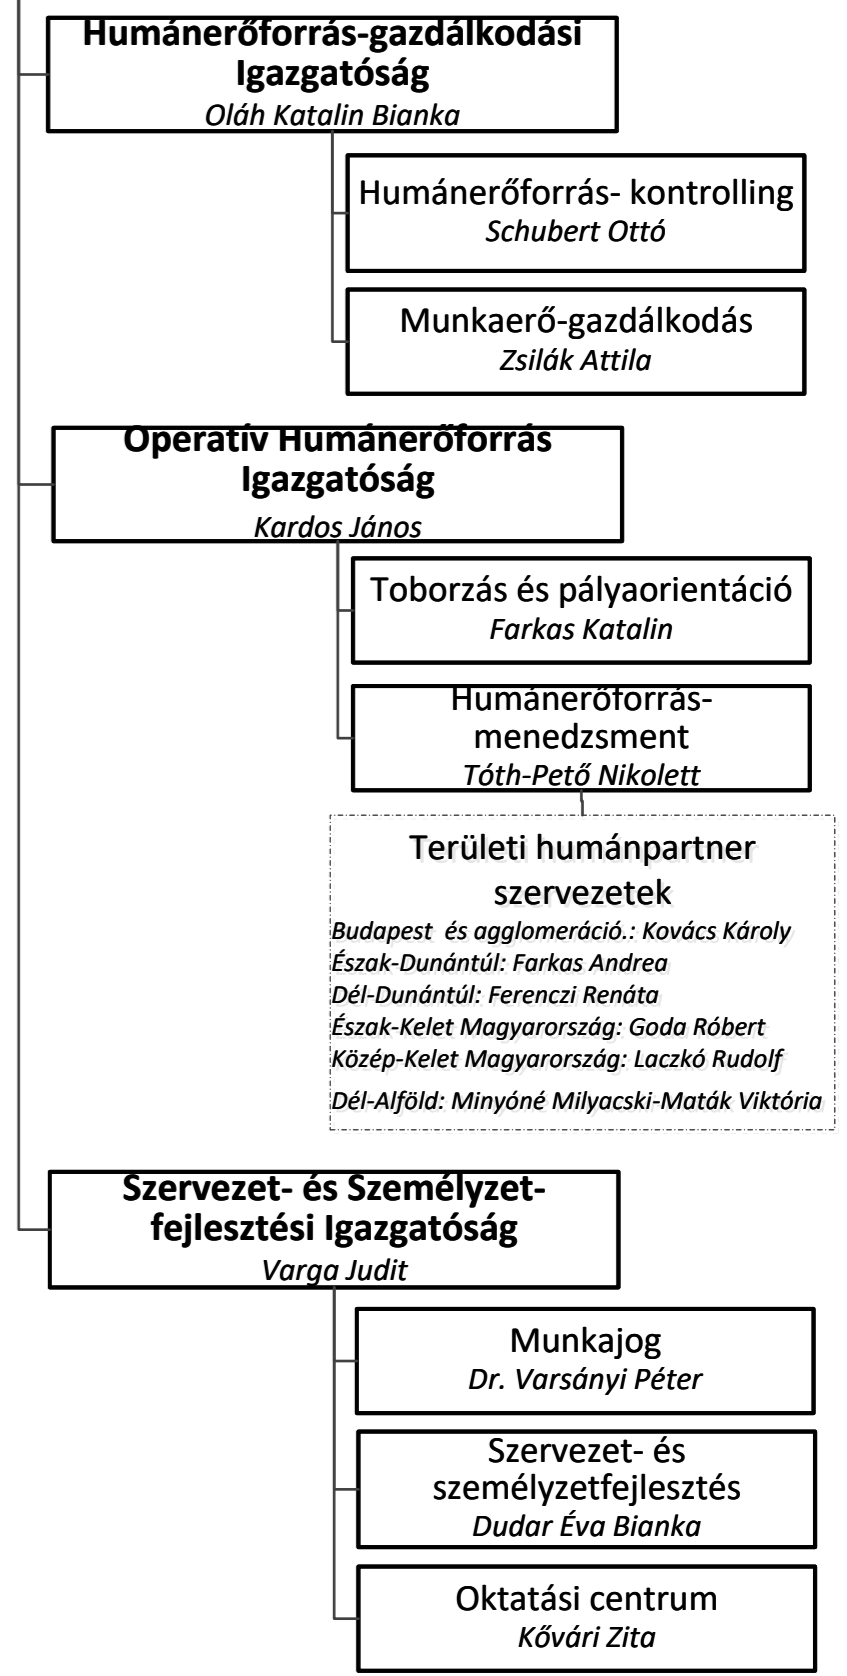 Humánerőforrás-gazdálkodási
Igazgatóság
Oláh Katalin Bianka
Humánerőforrás- kontrolling
Schubert Ottó
Munkaerő-gazdálkodás
Zsilák Attila
Operatív Humánerőforrás
Igazgatóság
Kardos János
Toborzás és pályaorientáció
Farkas Katalin
Humánerőforrás-
menedzsment
Tóth-Pető Nikolett
Területi humánpartner
szervezetek
Budapest és agglomeráció.: Kovács Károly
Észak-Dunántúl: Farkas Andrea
Dél-Dunántúl: Ferenczi Renáta
Észak-Kelet Magyarország: Goda Róbert
Közép-Kelet Magyarország: Laczkó Rudolf
Dél-Alföld: Minyóné Milyacski-Maták Viktória
Szervezet- és Személyzet-
fejlesztési Igazgatóság
Varga Judit
Munkajog
Dr. Varsányi Péter
Szervezet- és
személyzetfejlesztés
Dudar Éva Bianka
Oktatási centrum
Kővári Zita